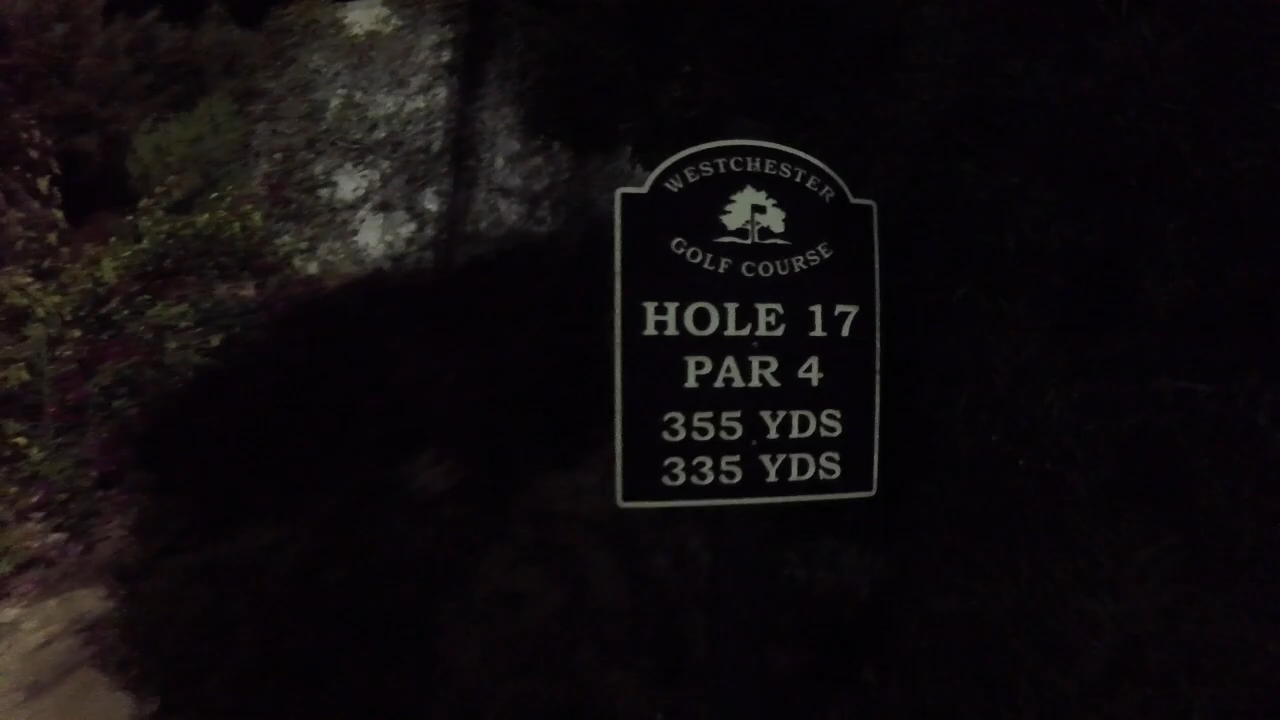 WESTCHESTER
GOLF COURSE
HOLE 17
PAR 4
355 YDS
335 YDS